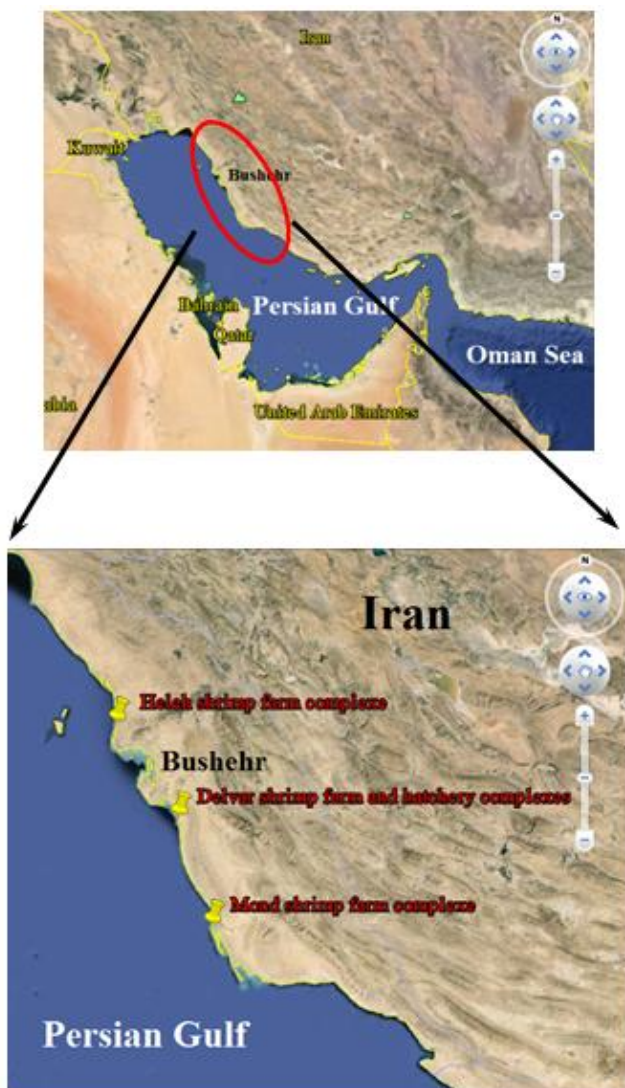 N
Iran
Kuwait
Bushehr
Bahrain
Persian Gulf
Qatar
Oman Sea
abia
United Arab Emirates
N
Iran
Heleh shrimp farm complexe
Bushehr
Delvar shrimp farm and hatchery complexes
Mond shrimp farm complexe
Persian Gulf